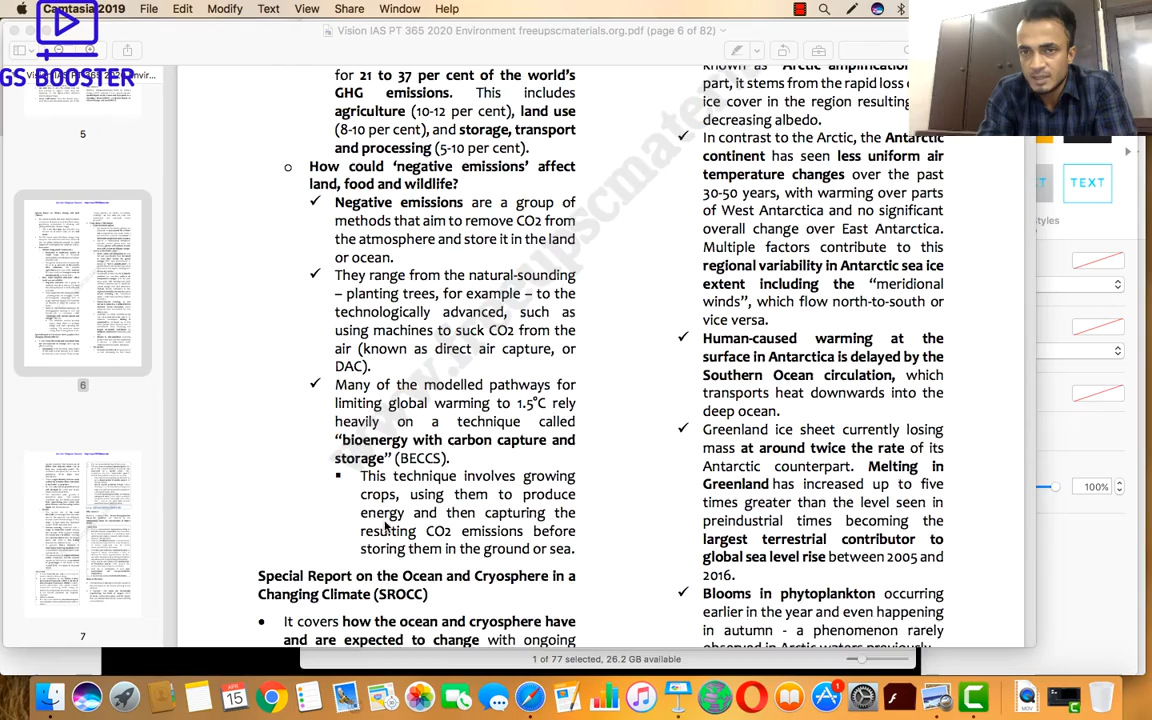 Camtasia 2019 File Edit Modify Text View Share Window Help
GS BOOSTER
Vision IAS PT 365 2020 Environment freeupscmaterials.org.pdf (page 6 of 82)
5
6
7
for 21 to 37 per cent of the world's
GHG emissions. This includes
agriculture (10-12 per cent), land use
(8-10 per cent), and storage, transport
and processing (5-10 per cent).
How could 'negative emissions' affect
land, food and wildlife?
Negative emissions are a group of
methods that aim to remove CO2 from
the atmosphere and store it in the land
or ocean.
They range from the natural-sounding
– planting trees, for example – to the
technologically advanced, such as
using machines to suck CO2 from the
air (known as direct air capture, or
DAC).
Many of the modelled pathways for
limiting global warming to 1.5°C rely
heavily on a technique called
“bioenergy with carbon capture and
storage” (BECCS).
This technique involves growing
crops, using them to produce
energy and then capturing the
resulting CO2 emissions before
storing them in the ground or sea.
Special Report on the Ocean and Cryosphere in a
Changing Climate (SROCC)
It covers how the ocean and cryosphere have
and are expected to change with ongoing
known as “Arctic amplification
part, it stems from the rapid loss
ice cover in the region resulting
decreasing albedo.
In contrast to the Arctic, the Antarctic
continent has seen less uniform air
temperature changes over the past
30-50 years, with warming over parts
of West Antarctica and no significant
overall change over East Antarctica.
Multiple factors contribute to this
regional variability in Antarctic sea ice
extent including the “meridional
winds”, which flow north-to-south or
vice versa.
Human-caused warming at the
surface in Antarctica is delayed by the
Southern Ocean circulation, which
transports heat downwards into the
deep ocean.
Greenland ice sheet currently losing
mass at around twice the rate of its
Antarctic counterpart. Melting in
Greenland has increased up to five
times greater than the level seen in
preindustrial times becoming the
largest terrestrial contributor to
global sea level rise between 2005 and
2016.
Blooms in phytoplankton occurring
earlier in the year and even happening
in autumn - a phenomenon rarely
observed in Arctic waters previously.
TEXT
100%
1 of 77 selected, 26.2 GB available
APR
15